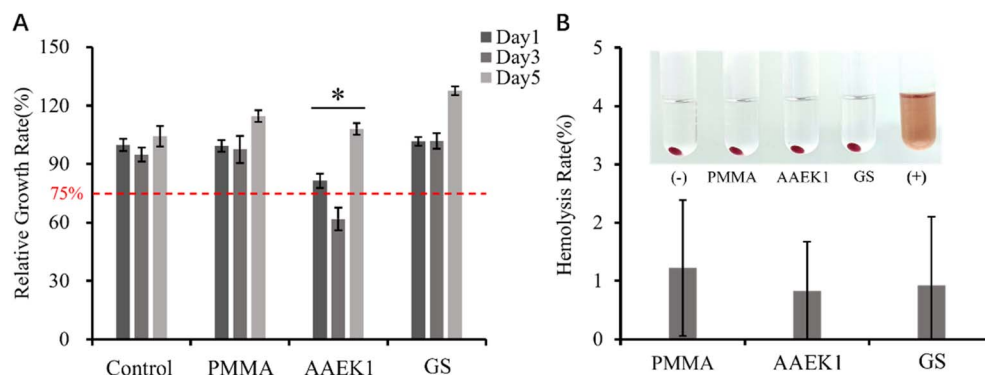 A
Relative Growth Rate(%)
150
120
90
75%
60
30
0
Day1
Day3
Day5
*
Control PMMA AAEK1 GS
B
Hemolysis Rate(%)
5
4
3
2
1
0
(-) PMMA AAEK1 GS (+)
PMMA AAEK1 GS